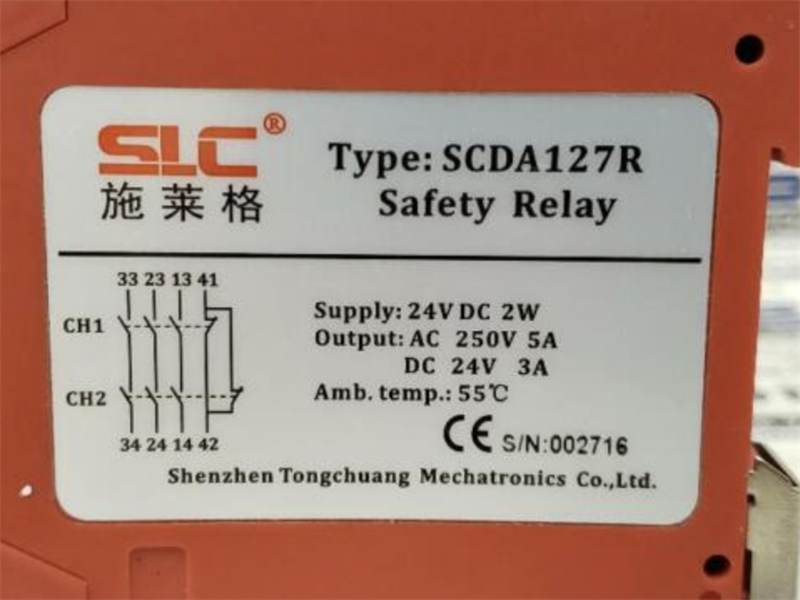 SLC®
施莱格
Type: SCDA127R
Safety Relay
33 23 13 41
CH1
CH2
34 24 14 42
Supply: 24V DC 2W
Output: AC 250V 5A
DC 24V 3A
Amb. temp.: 55℃
CE S/N:002716
Shenzhen Tongchuang Mechatronics Co.,Ltd.